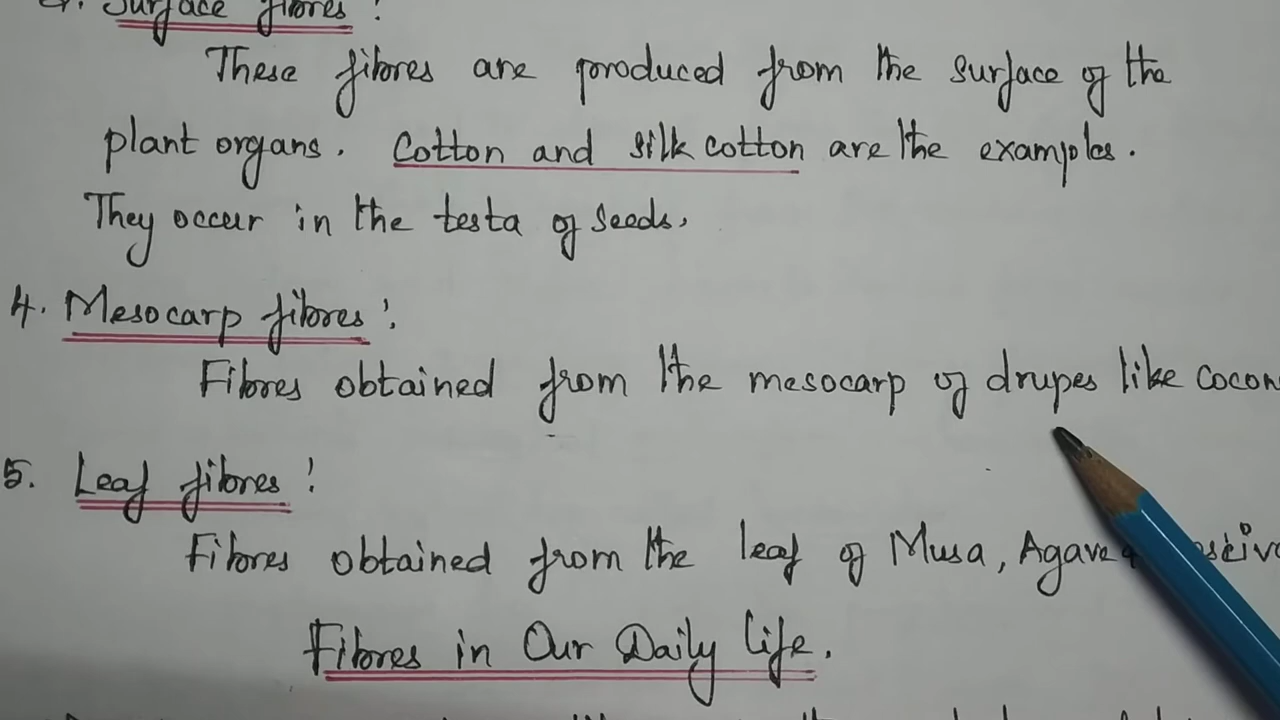 Surface fibres :
These fibres are produced from the surface of the
plant organs. Cotton and silk cotton are the examples.
They occur in the testa of seeds.
4. Mesocarp fibres :
Fibres obtained from the mesocarp of drupes like cocon
5. Leaf fibres :
Fibres obtained from the leaf of Musa, Agave
Fibres in Our Daily Life.